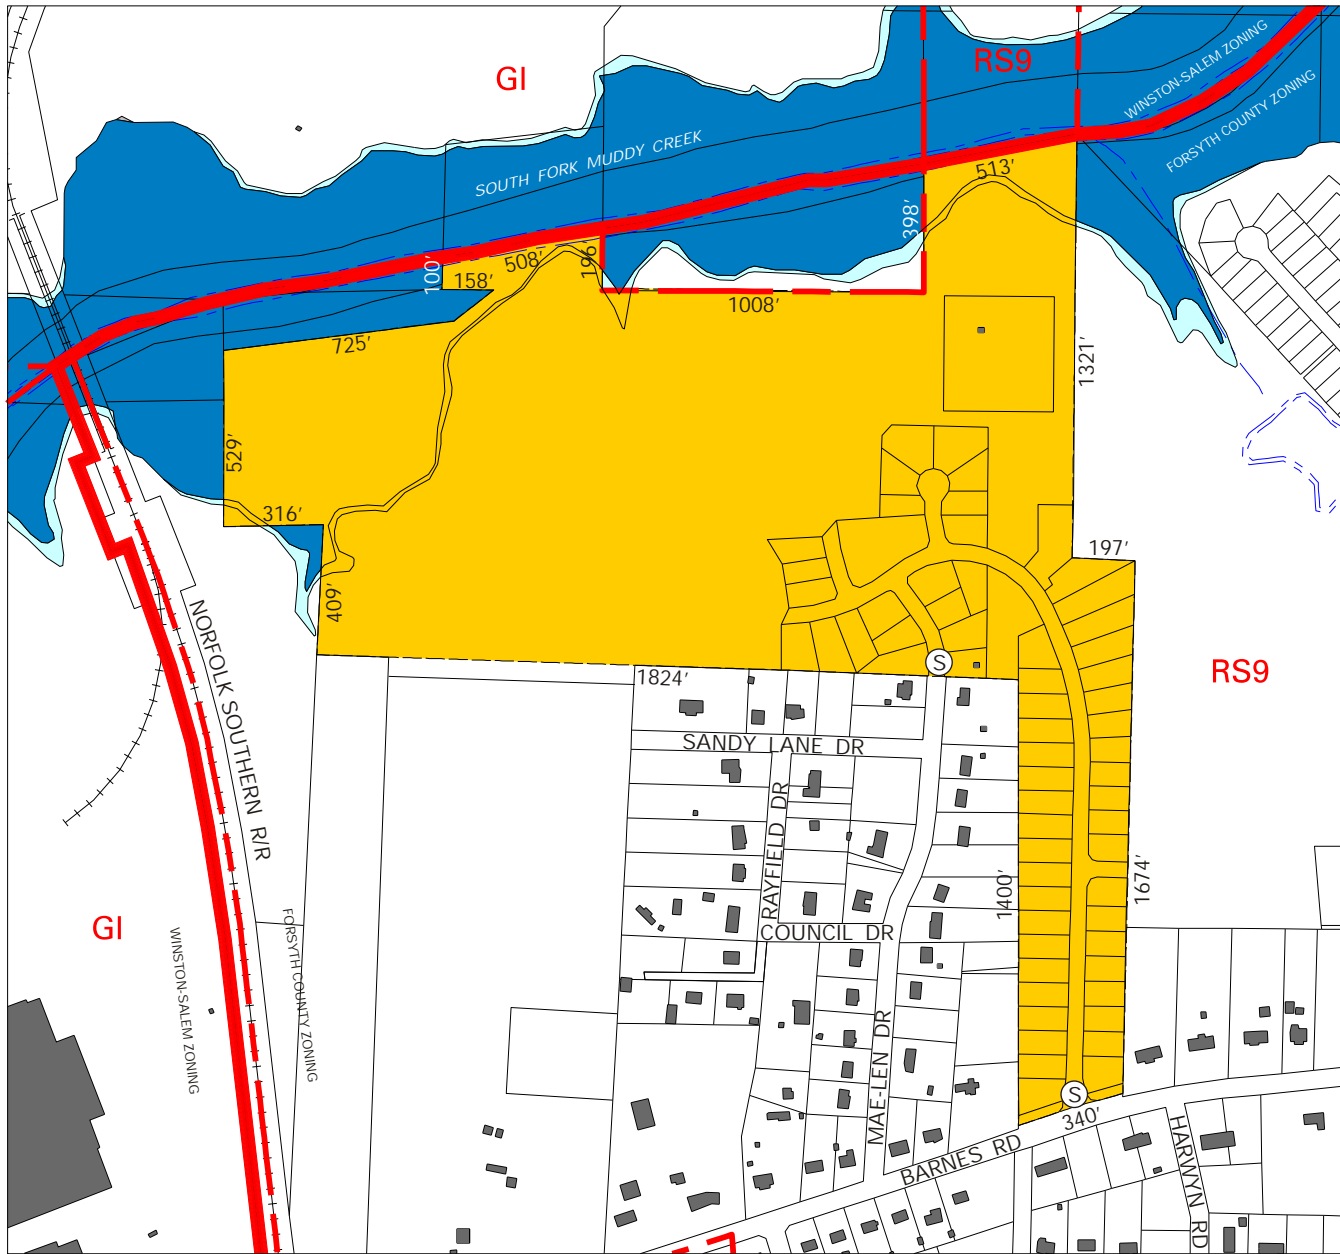 GI
RS9
WINSTON-SALEM ZONING
FORSYTH COUNTY ZONING
SOUTH FORK MUDDY CREEK
513'
398'
196'
508'
100'
158'
1008'
725'
1321'
529'
316'
197'
409'
NORFOLK SOUTHERN R/R
S
RS9
1824'
SANDY LANE DR
RAYFIELD DR
COUNCIL DR
1400'
1674'
GI
WINSTON-SALEM ZONING
FORSYTH COUNTY ZONING
MAE-LEN DR
S
340'
BARNES RD
HARWYN RD